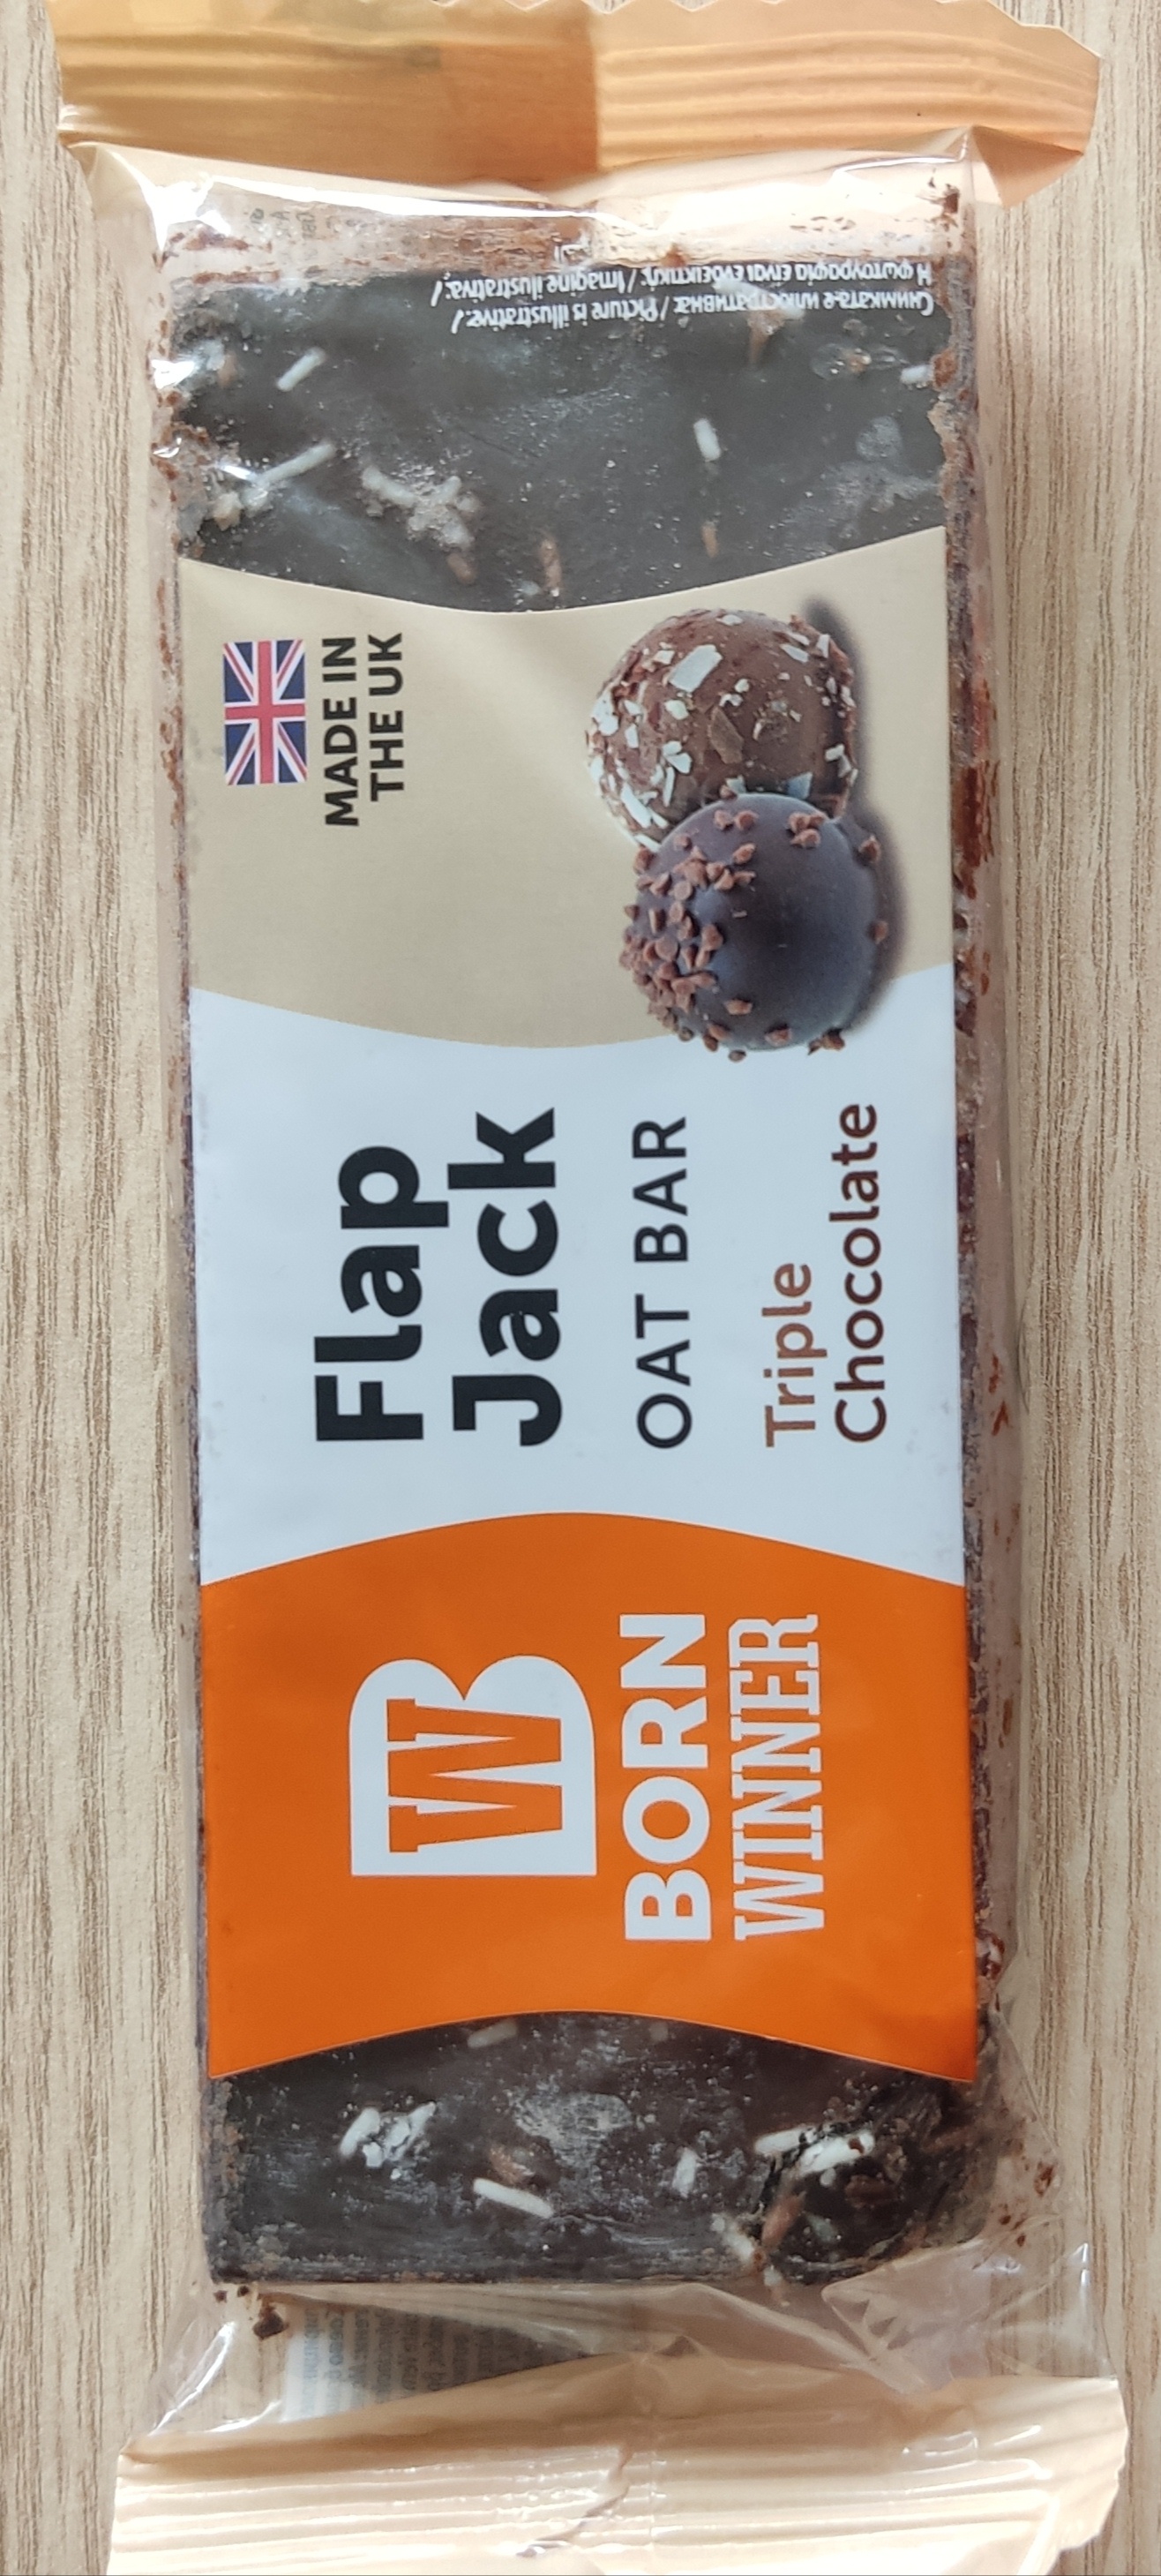 BORN
WINNER
Flap
Jack
OAT BAR
Triple
Chocolate
MADE IN
THE UK
Снимката е илюстративна. / Picture is illustrative. /
Η φωτογραφία είναι ενδεικτική. / Imagine ilustrativa. /